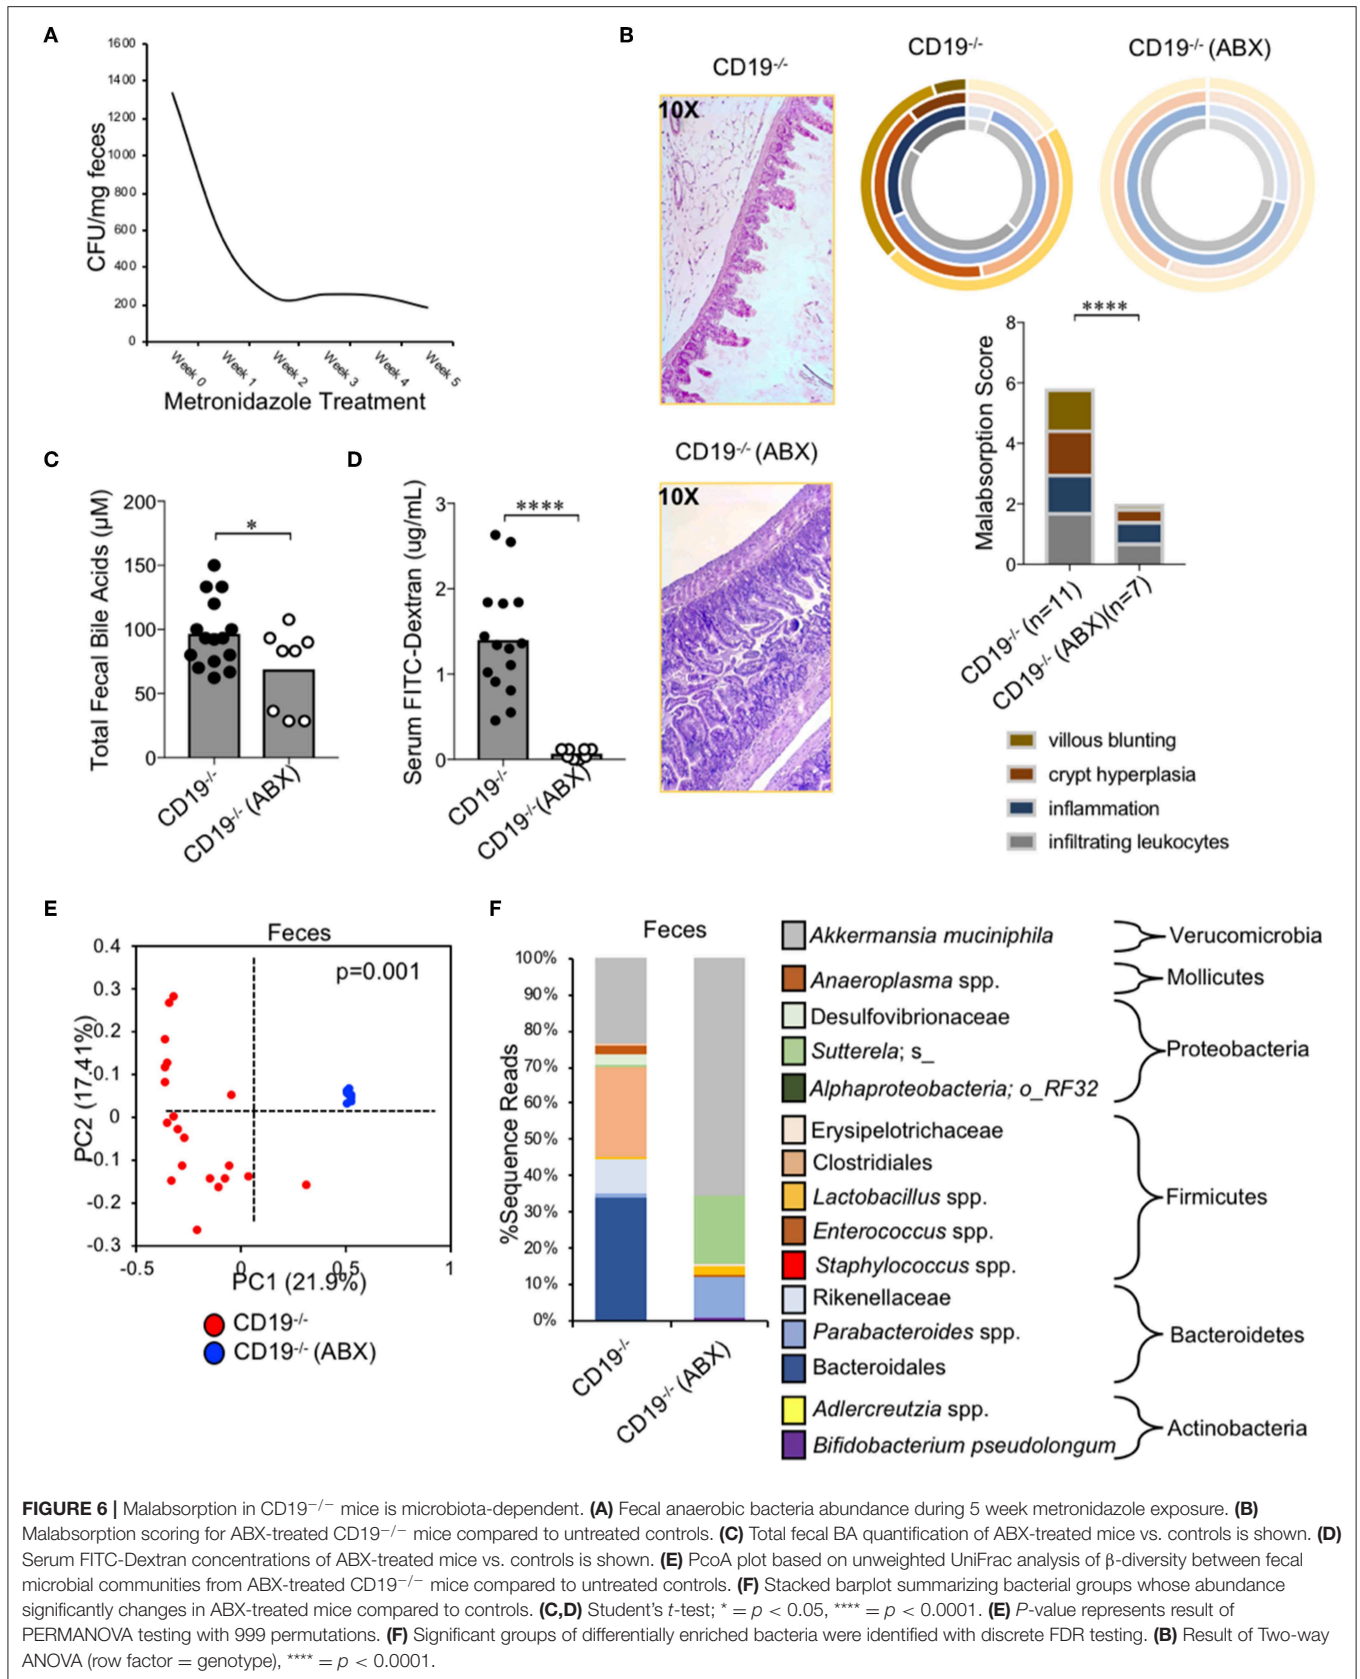 A
1600
1400
1200
1000
800
600
400
200
0
CFU/mg feces
Week 0
Week 1
Week 2
Week 3
Week 4
Week 5
Metronidazole Treatment
B
CD19-/-
10X
CD19-/- (ABX)
10X
CD19-/-
CD19-/- (ABX)
****
8
6
4
2
0
Malabsorption Score
CD19-/- (n=11)
CD19-/- (ABX)(n=7)
villous blunting
crypt hyperplasia
inflammation
infiltrating leukocytes
C
200
150
100
50
0
Total Fecal Bile Acids (µM)
*
CD19-/-
CD19-/- (ABX)
D
3
2
1
0
Serum FITC-Dextran (ug/mL)
****
CD19-/-
CD19-/- (ABX)
E
Feces
p=0.001
0.4
0.3
0.2
0.1
0
-0.1
-0.2
-0.3
PC2 (17.41%)
-0.5
0
0.5
1
PC1 (21.9%)
CD19-/-
CD19-/- (ABX)
F
Feces
100%
90%
80%
70%
60%
50%
40%
30%
20%
10%
0%
%Sequence Reads
CD19-/-
CD19-/- (ABX)
Akkermansia muciniphila
Verucomicrobia
Anaeroplasma spp.
Mollicutes
Desulfovibrionaceae
Sutterela; s_
Alphaproteobacteria; o_RF32
Proteobacteria
Erysipelotrichaceae
Clostridiales
Lactobacillus spp.
Enterococcus spp.
Staphylococcus spp.
Firmicutes
Rikenellaceae
Parabacteroides spp.
Bacteroidales
Bacteroidetes
Adlercreutzia spp.
Bifidobacterium pseudolongum
Actinobacteria
FIGURE 6 | Malabsorption in CD19−/− mice is microbiota-dependent. (A) Fecal anaerobic bacteria abundance during 5 week metronidazole exposure. (B)
Malabsorption scoring for ABX-treated CD19−/− mice compared to untreated controls. (C) Total fecal BA quantification of ABX-treated mice vs. controls is shown. (D)
Serum FITC-Dextran concentrations of ABX-treated mice vs. controls is shown. (E) PcoA plot based on unweighted UniFrac analysis of β-diversity between fecal
microbial communities from ABX-treated CD19−/− mice compared to untreated controls. (F) Stacked barplot summarizing bacterial groups whose abundance
significantly changes in ABX-treated mice compared to controls. (C,D) Student's t-test; * = p < 0.05, **** = p < 0.0001. (E) P-value represents result of
PERMANOVA testing with 999 permutations. (F) Significant groups of differentially enriched bacteria were identified with discrete FDR testing. (B) Result of Two-way
ANOVA (row factor = genotype), **** = p < 0.0001.